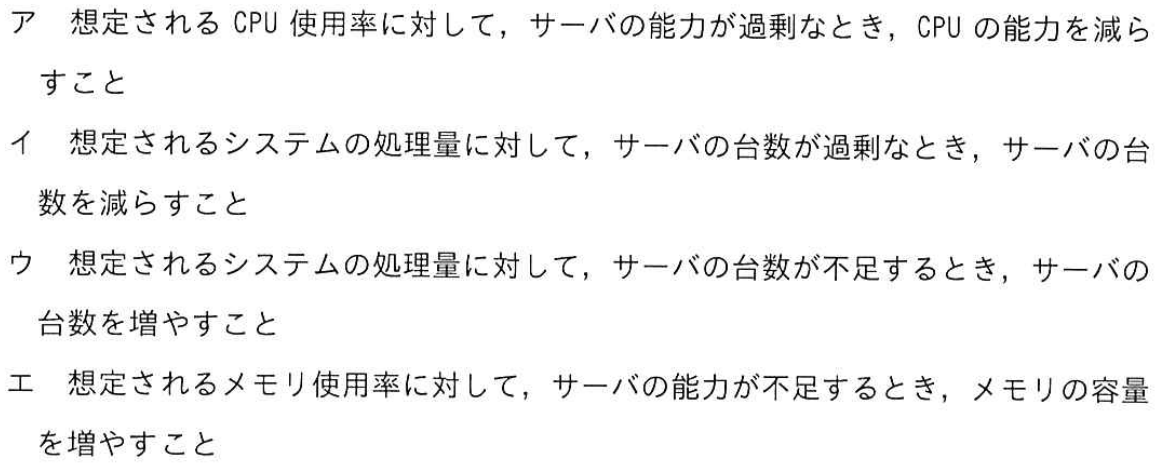 ア　想定される CPU 使用率に対して，サーバの能力が過剰なとき，CPU の能力を減ら
すこと
イ　想定されるシステムの処理量に対して，サーバの台数が過剰なとき，サーバの台
数を減らすこと
ウ　想定されるシステムの処理量に対して，サーバの台数が不足するとき，サーバの
台数を増やすこと
エ　想定されるメモリ使用率に対して，サーバの能力が不足するとき，メモリの容量
を増やすこと